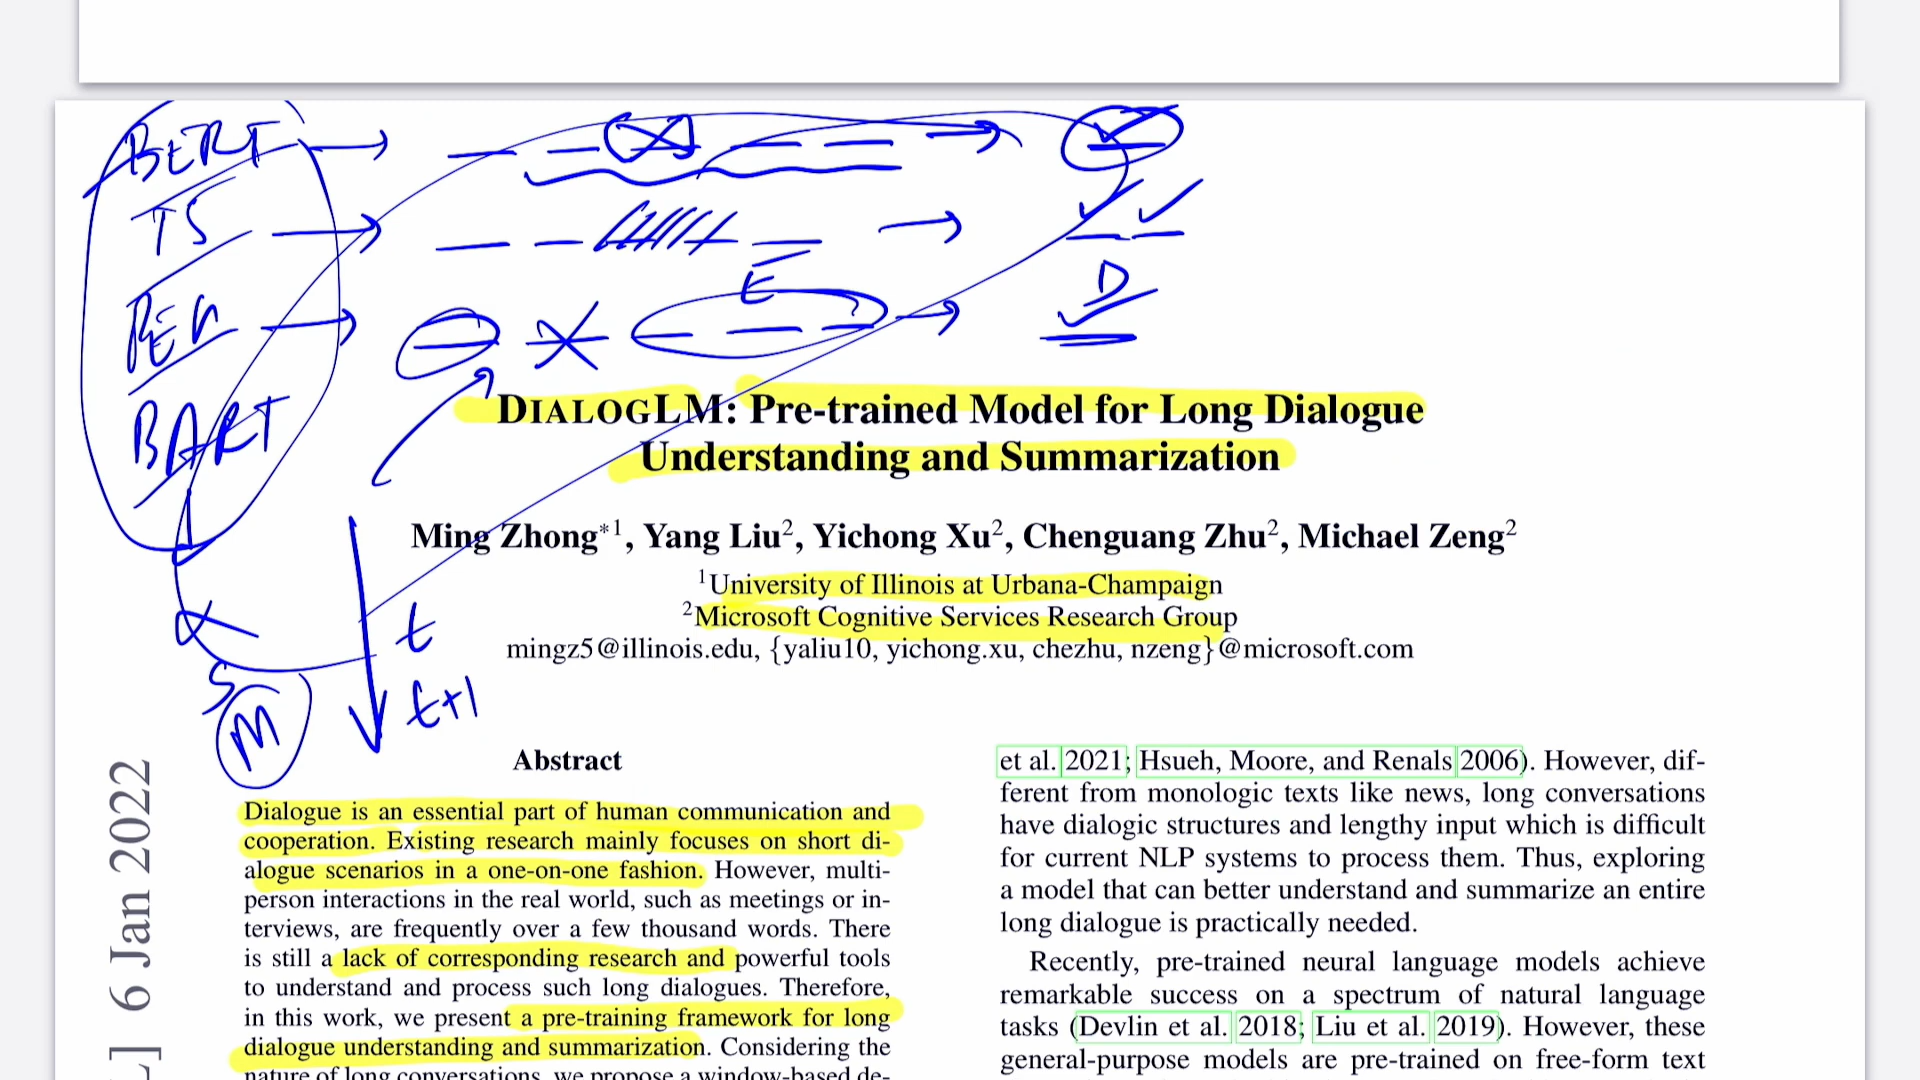 BERT
T5
PEG
E
D
BART
DIALOGLM: Pre-trained Model for Long Dialogue
Understanding and Summarization
Ming Zhong*1, Yang Liu2, Yichong Xu2, Chenguang Zhu2, Michael Zeng2
1University of Illinois at Urbana-Champaign
2Microsoft Cognitive Services Research Group
mingz5@illinois.edu, {yaliu10, yichong.xu, chezhu, nzeng}@microsoft.com
t
t+1
S
M
6 Jan 2022
Abstract
Dialogue is an essential part of human communication and
cooperation. Existing research mainly focuses on short di-
alogue scenarios in a one-on-one fashion. However, multi-
person interactions in the real world, such as meetings or in-
terviews, are frequently over a few thousand words. There
is still a lack of corresponding research and powerful tools
to understand and process such long dialogues. Therefore,
in this work, we present a pre-training framework for long
dialogue understanding and summarization. Considering the
nature of long conversations, we propose a window-based de-
et al. 2021; Hsueh, Moore, and Renals 2006). However, dif-
ferent from monologic texts like news, long conversations
have dialogic structures and lengthy input which is difficult
for current NLP systems to process them. Thus, exploring
a model that can better understand and summarize an entire
long dialogue is practically needed.
Recently, pre-trained neural language models achieve
remarkable success on a spectrum of natural language
tasks (Devlin et al. 2018; Liu et al. 2019). However, these
general-purpose models are pre-trained on free-form text